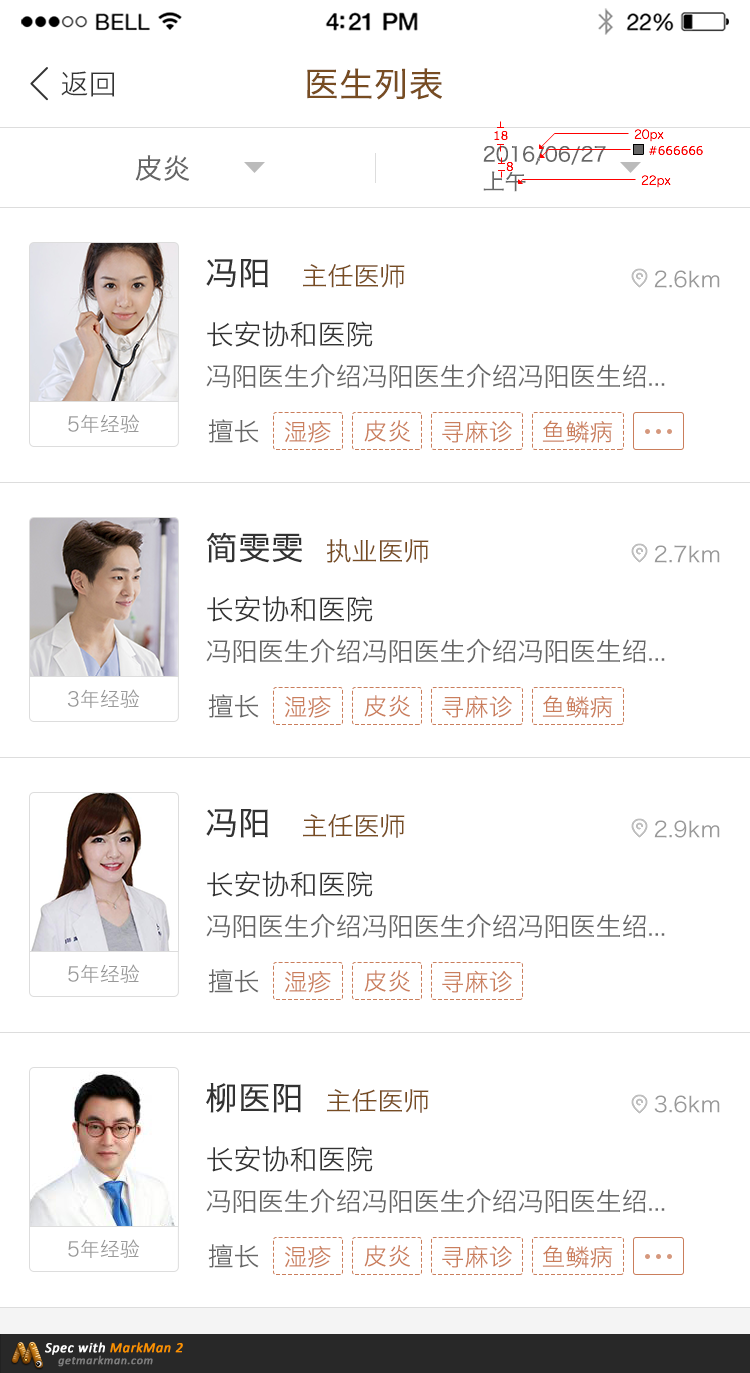 BELL 4:21 PM 22%
返回 医生列表
皮炎
18
20px
2016/06/27
#666666
8
上午
22px
冯阳 主任医师 2.6km
长安协和医院
冯阳医生介绍冯阳医生介绍冯阳医生绍...
5年经验
擅长 湿疹 皮炎 寻麻诊 鱼鳞病 ...
简雯雯 执业医师 2.7km
长安协和医院
冯阳医生介绍冯阳医生介绍冯阳医生绍...
3年经验
擅长 湿疹 皮炎 寻麻诊 鱼鳞病
冯阳 主任医师 2.9km
长安协和医院
冯阳医生介绍冯阳医生介绍冯阳医生绍...
5年经验
擅长 湿疹 皮炎 寻麻诊
柳医阳 主任医师 3.6km
长安协和医院
冯阳医生介绍冯阳医生介绍冯阳医生绍...
5年经验
擅长 湿疹 皮炎 寻麻诊 鱼鳞病 ...
Spec with MarkMan 2
getmarkman.com